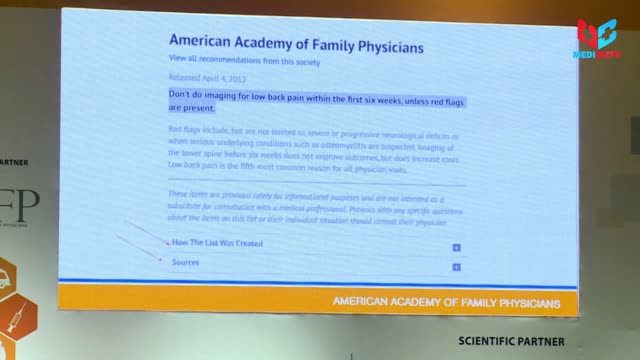 American Academy of Family Physicians
View all recommendations from this society
Released April 4, 2012
Don't do imaging for low back pain within the first six weeks, unless red flags
are present.
Red flags include, but are not limited to, severe or progressive neurological deficits or
when serious underlying conditions such as osteomyelitis are suspected. Imaging of
the lower spine before six weeks does not improve outcomes, but does increase costs.
Low back pain is the fifth most common reason for all physician visits.
These items are provided solely for informational purposes and are not intended as a
substitute for consultation with a medical professional. Patients with any specific questions
about the items on this list or their individual situation should consult their physician.
How The List Was Created
Sources
AMERICAN ACADEMY OF FAMILY PHYSICIANS
PARTNER
FP
SCIENTIFIC PARTNER